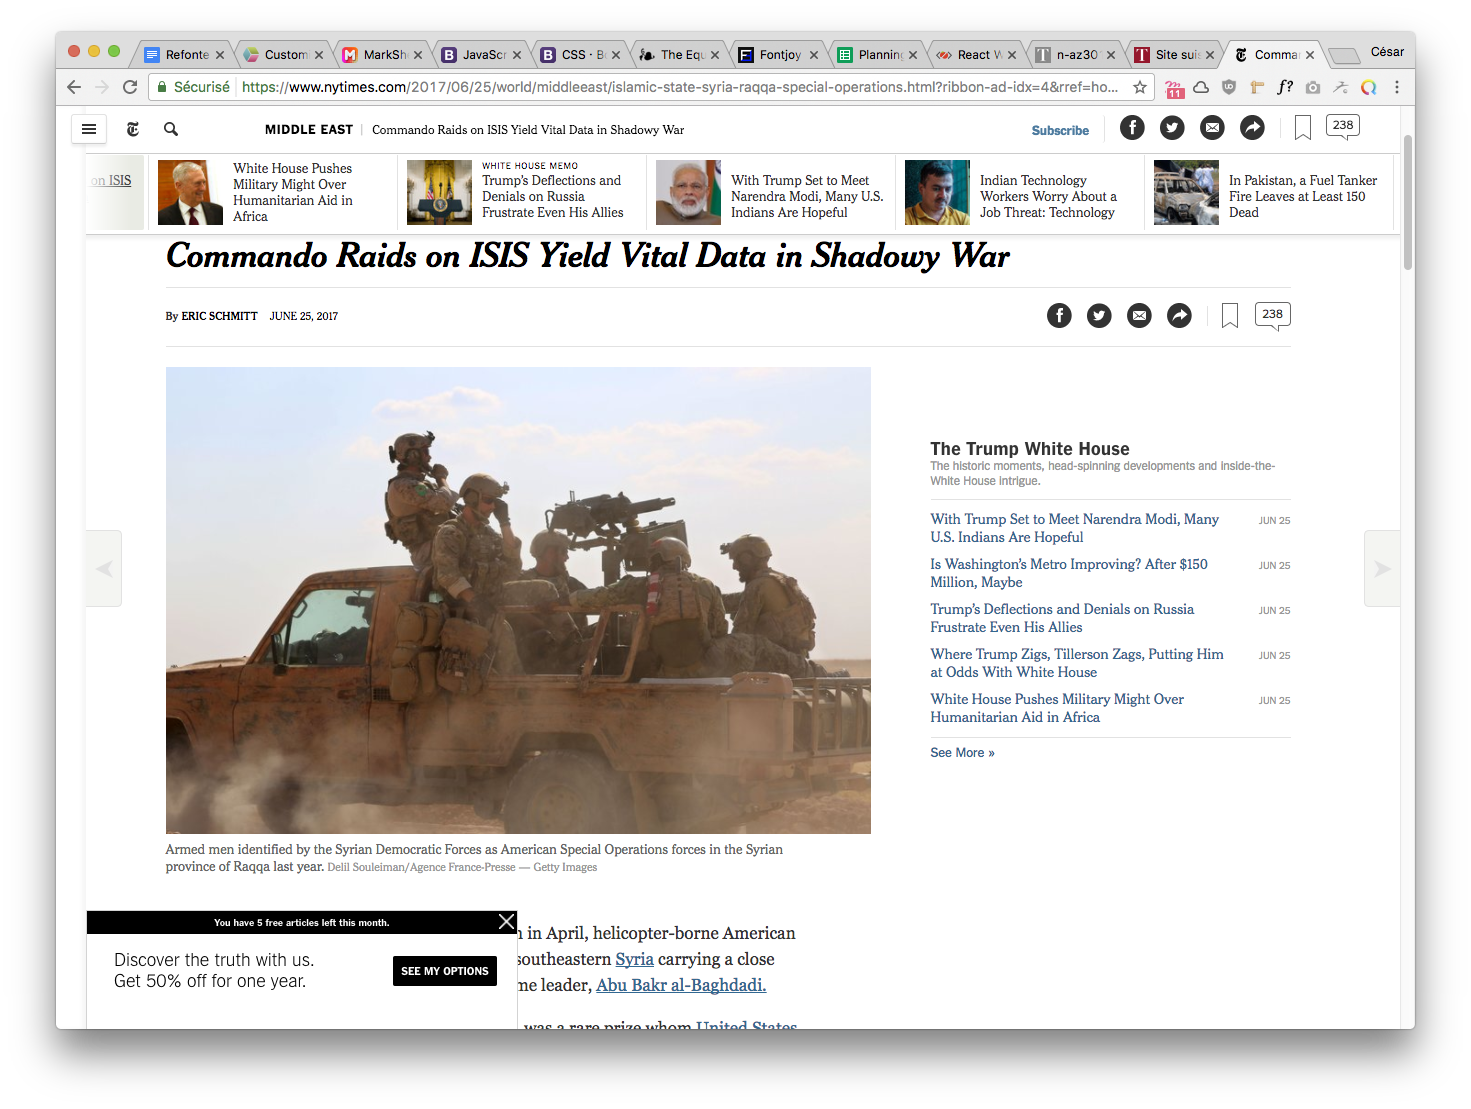 Refonte
Custom
MarkSh
JavaScr
CSS · B
The Equ
Fontjoy
Planning
React W
n-az30
Site suis
Comma
César
Sécurisé
https://www.nytimes.com/2017/06/25/world/middleeast/islamic-state-syria-raqqa-special-operations.html?ribbon-ad-idx=4&rref=ho...
11
f?
MIDDLE EAST | Commando Raids on ISIS Yield Vital Data in Shadowy War
Subscribe
238
on ISIS
White House Pushes
Military Might Over
Humanitarian Aid in
Africa
WHITE HOUSE MEMO
Trump's Deflections and
Denials on Russia
Frustrate Even His Allies
With Trump Set to Meet
Narendra Modi, Many U.S.
Indians Are Hopeful
Indian Technology
Workers Worry About a
Job Threat: Technology
In Pakistan, a Fuel Tanker
Fire Leaves at Least 150
Dead
Commando Raids on ISIS Yield Vital Data in Shadowy War
By ERIC SCHMITT JUNE 25, 2017
238
The Trump White House
The historic moments, head-spinning developments and inside-the-
White House intrigue.
With Trump Set to Meet Narendra Modi, Many
U.S. Indians Are Hopeful
JUN 25
Is Washington's Metro Improving? After $150
Million, Maybe
JUN 25
Trump's Deflections and Denials on Russia
Frustrate Even His Allies
JUN 25
Where Trump Zigs, Tillerson Zags, Putting Him
at Odds With White House
JUN 25
White House Pushes Military Might Over
Humanitarian Aid in Africa
JUN 25
See More »
Armed men identified by the Syrian Democratic Forces as American Special Operations forces in the Syrian
province of Raqqa last year. Delil Souleiman/Agence France-Presse — Getty Images
You have 5 free articles left this month.
Discover the truth with us.
Get 50% off for one year.
SEE MY OPTIONS
in April, helicopter-borne American
southeastern Syria carrying a close
me leader, Abu Bakr al-Baghdadi.
was a rare prize whom United States